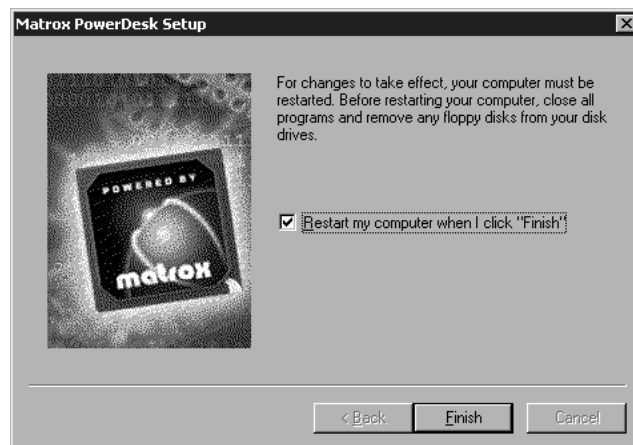 Matrox PowerDesk Setup
For changes to take effect, your computer must be
restarted. Before restarting your computer, close all
programs and remove any floppy disks from your disk
drives.
POWERED BY
matrox
Restart my computer when I click "Finish"
< Back
Finish
Cancel